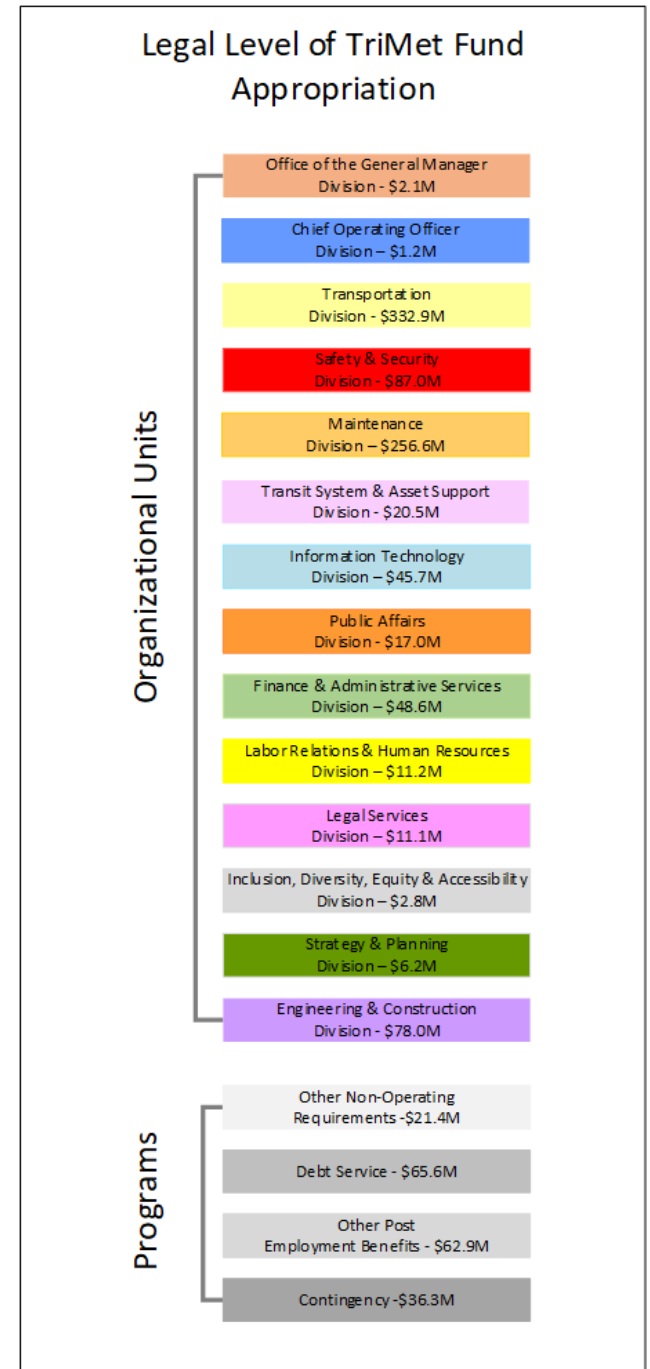 Legal Level of TriMet Fund
Appropriation
Organizational Units
Office of the General Manager
Division - $2.1M
Chief Operating Officer
Division – $1.2M
Transportation
Division - $332.9M
Safety & Security
Division - $87.0M
Maintenance
Division – $256.6M
Transit System & Asset Support
Division - $20.5M
Information Technology
Division – $45.7M
Public Affairs
Division - $17.0M
Finance & Administrative Services
Division – $48.6M
Labor Relations & Human Resources
Division – $11.2M
Legal Services
Division – $11.1M
Inclusion, Diversity, Equity & Accessibility
Division – $2.8M
Strategy & Planning
Division – $6.2M
Engineering & Construction
Division - $78.0M
Programs
Other Non-Operating
Requirements -$21.4M
Debt Service - $65.6M
Other Post
Employment Benefits - $62.9M
Contingency -$36.3M